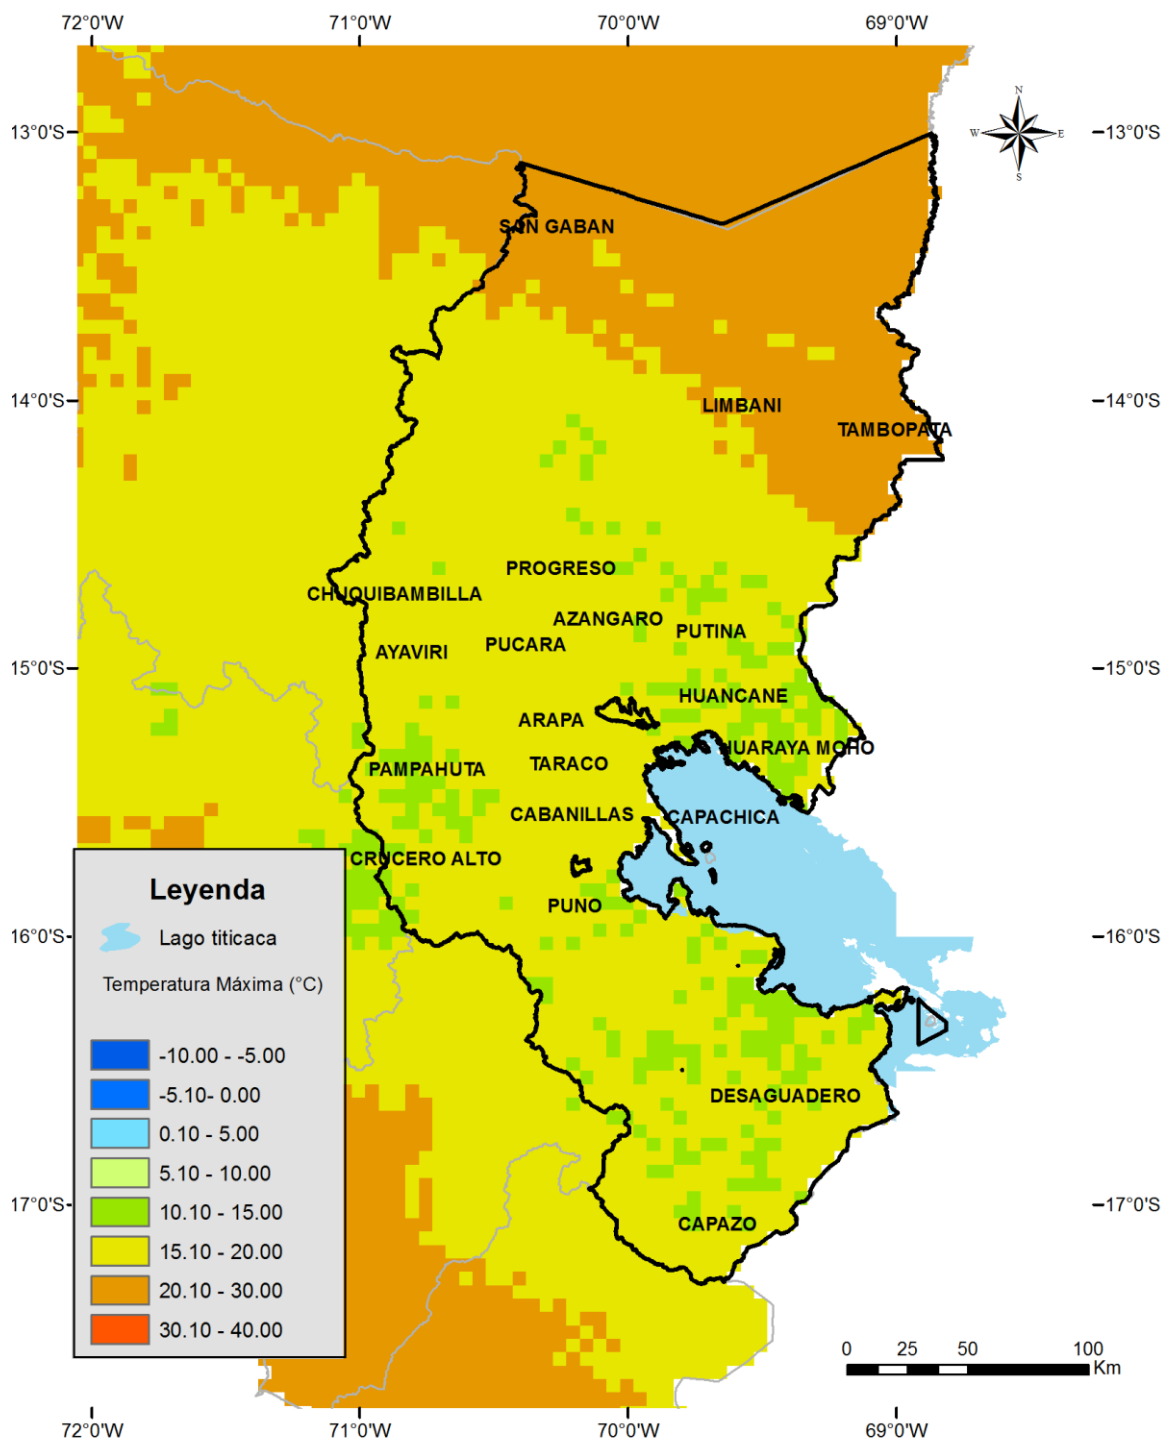 72°0'W 71°0'W 70°0'W 69°0'W
N
13°0'S W E 13°0'S
S
SAN GABAN
14°0'S LIMBANI 14°0'S
TAMBOPATA
PROGRESO
CHUQUIBAMBILLA
AZANGARO
PUTINA
PUCARA
AYAVIRI
15°0'S 15°0'S
HUANCANE
ARAPA
HUARAYA MOHO
TARACO
PAMPAHUTA
CABANILLAS
CAPACHICA
CRUCERO ALTO
PUNO
16°0'S 16°0'S
DESAGUADERO
17°0'S 17°0'S
CAPAZO
Leyenda
Lago titicaca
Temperatura Máxima (°C)
-10.00 - -5.00
-5.10- 0.00
0.10 - 5.00
5.10 - 10.00
10.10 - 15.00
15.10 - 20.00
20.10 - 30.00
30.10 - 40.00
0 25 50 100
Km
72°0'W 71°0'W 70°0'W 69°0'W